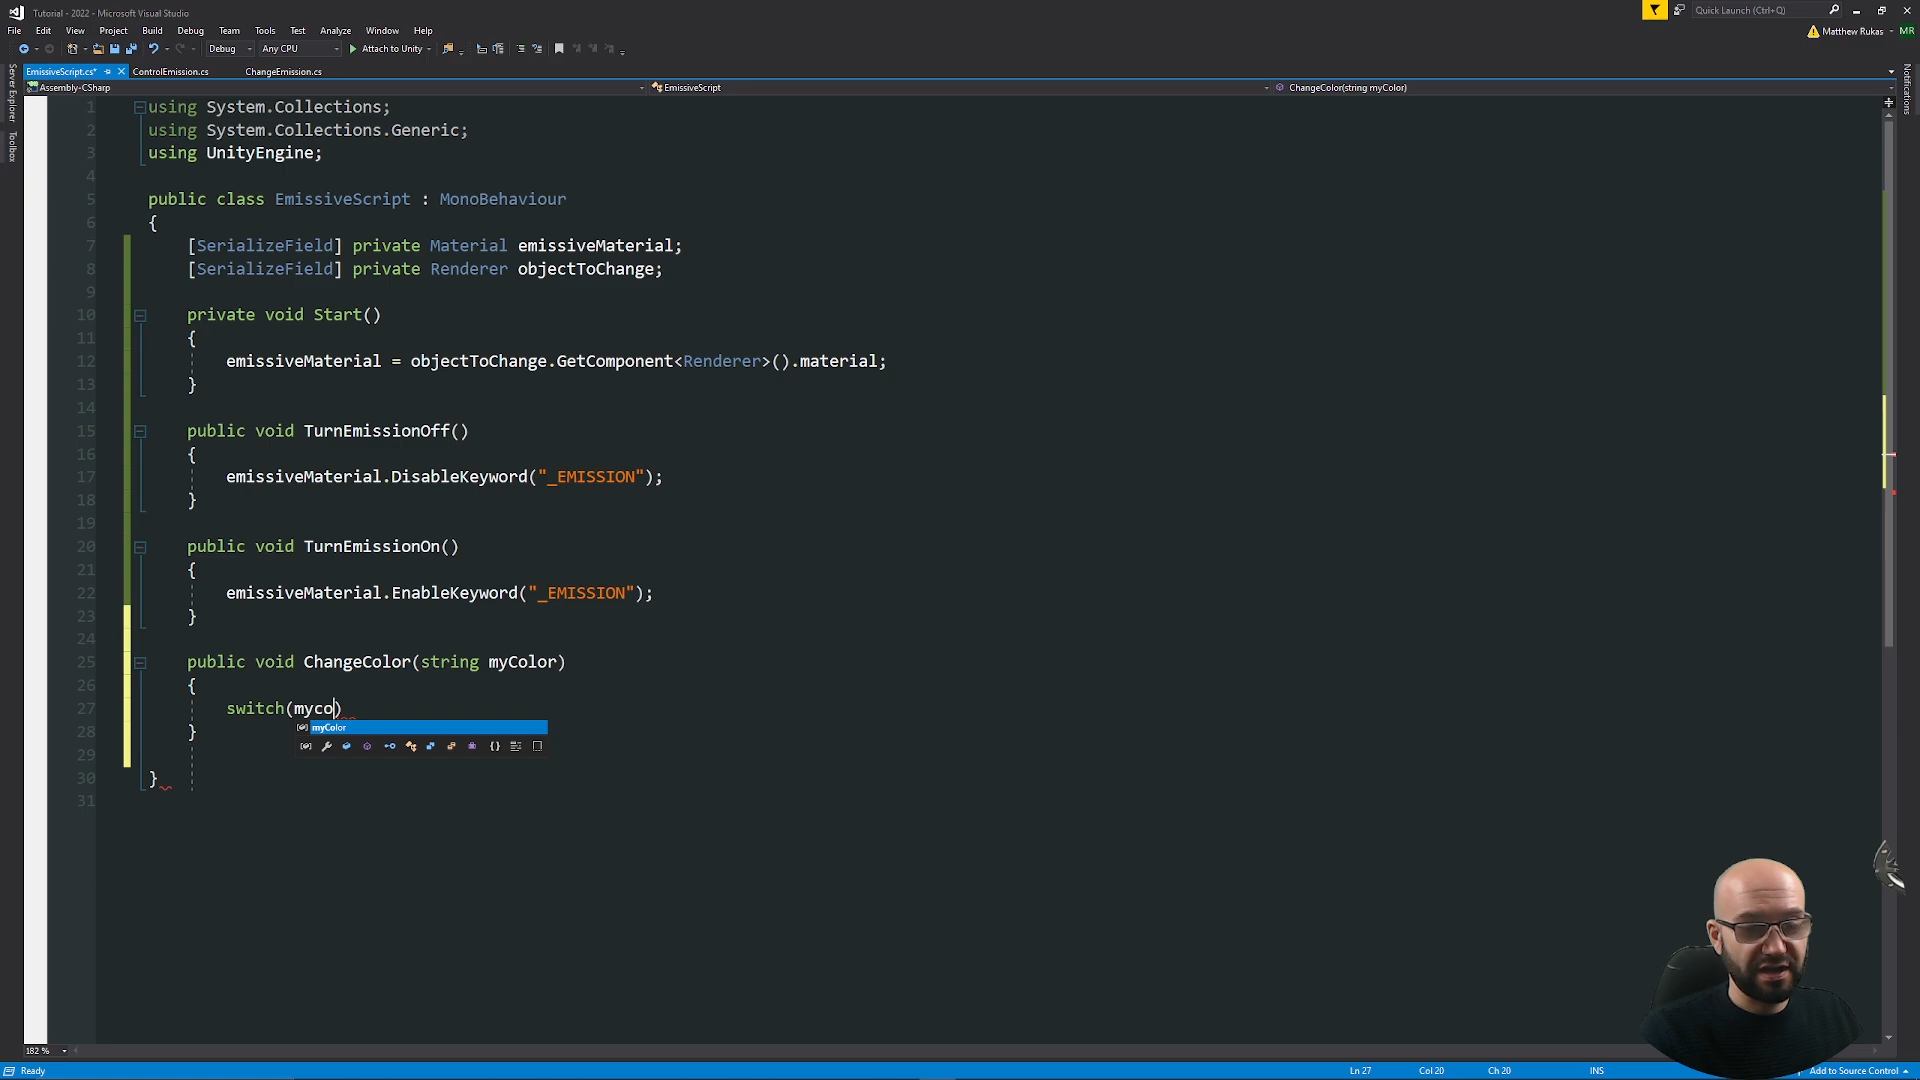 Tutorial - 2022 - Microsoft Visual Studio
Quick Launch (Ctrl+Q)
File Edit View Project Build Debug Team Tools Test Analyze Window Help
Matthew Rukas MR
Debug Any CPU Attach to Unity
EmissiveScript.cs* ControlEmission.cs ChangeEmission.cs
Assembly-CSharp EmissiveScript ChangeColor(string myColor)
Server Explorer
Toolbox
Notifications
1 using System.Collections;
2 using System.Collections.Generic;
3 using UnityEngine;
4
5 public class EmissiveScript : MonoBehaviour
6 {
7 [SerializeField] private Material emissiveMaterial;
8 [SerializeField] private Renderer objectToChange;
9
10 private void Start()
11 {
12 emissiveMaterial = objectToChange.GetComponent<Renderer>().material;
13 }
14
15 public void TurnEmissionOff()
16 {
17 emissiveMaterial.DisableKeyword("_EMISSION");
18 }
19
20 public void TurnEmissionOn()
21 {
22 emissiveMaterial.EnableKeyword("_EMISSION");
23 }
24
25 public void ChangeColor(string myColor)
26 {
27 switch(myco)
myColor
28 }
29
30 }
31
182 %
Ready Ln 27 Col 20 Ch 20 INS Add to Source Control